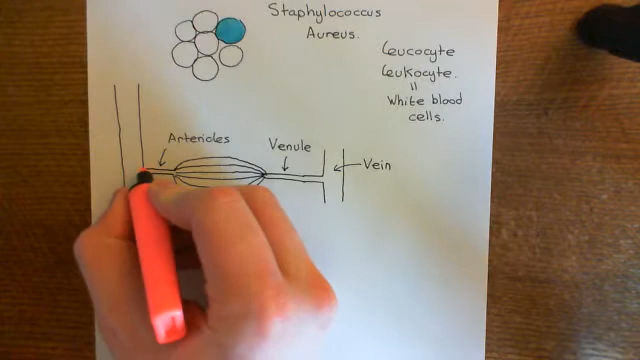 Staphylococcus
Aureus.
Leucocyte
Leukocyte.
=
White blood
cells.
Arterioles
Venule
Vein